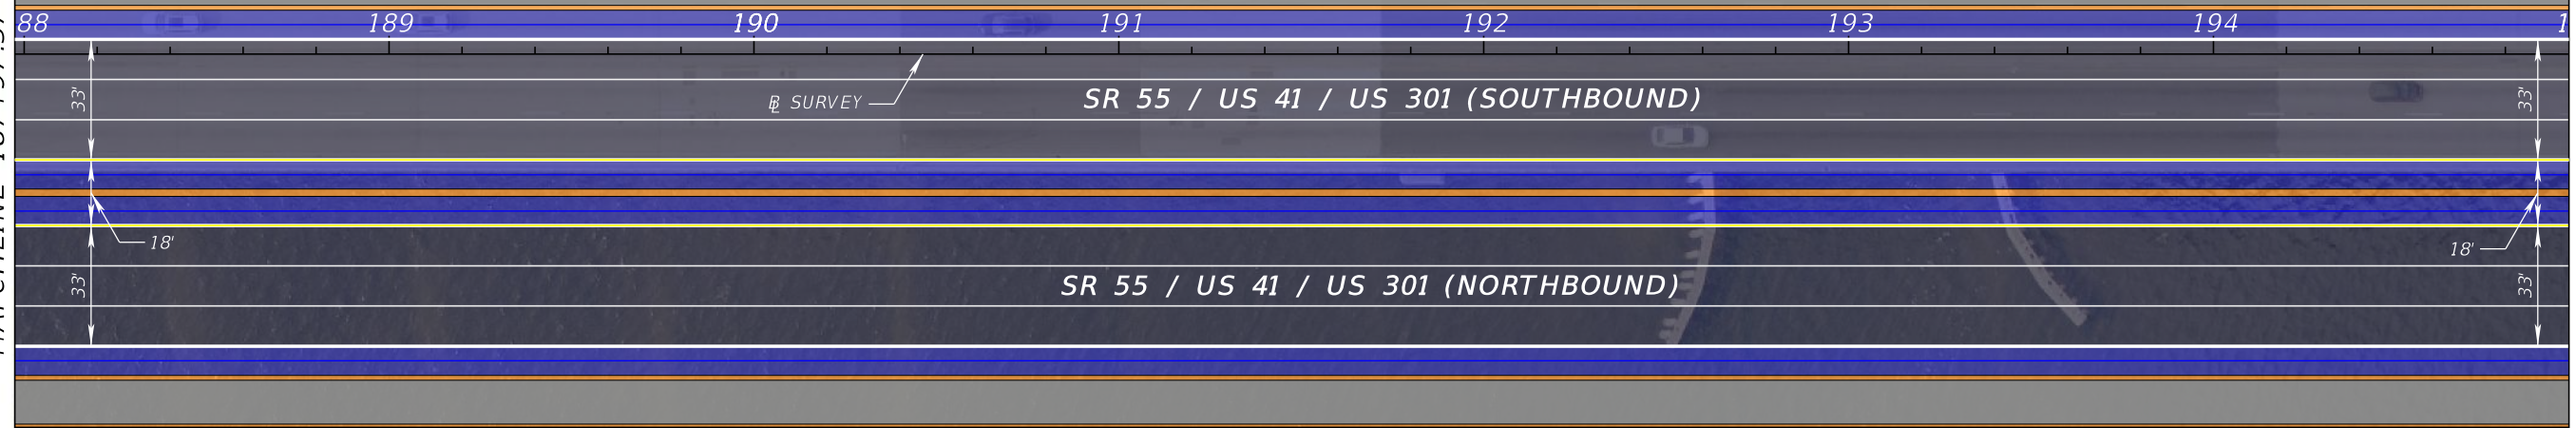 88 189 190 191 192 193 194 1
33' BL SURVEY SR 55 / US 41 / US 301 (SOUTHBOUND) 33'
18' 18'
33' SR 55 / US 41 / US 301 (NORTHBOUND) 33'